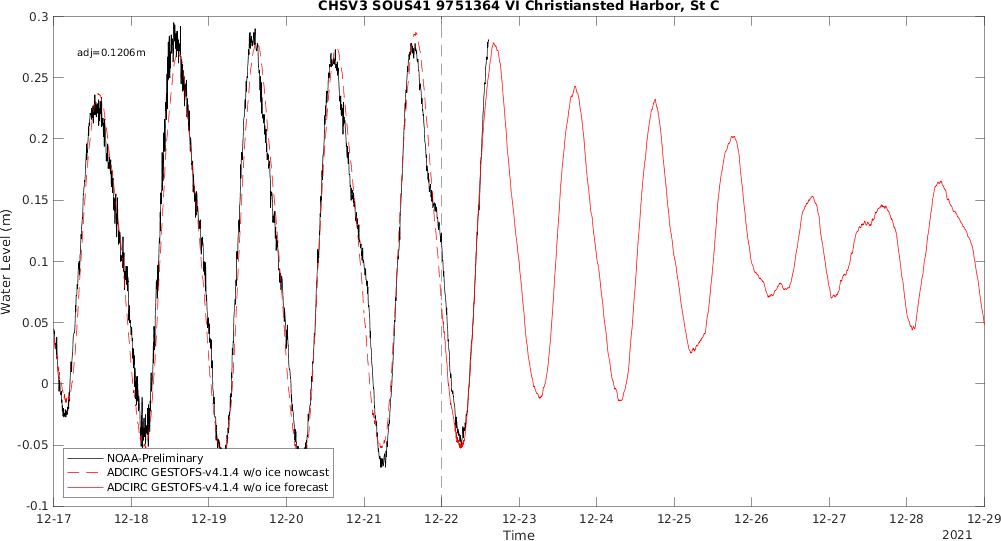 CHSV3 SOUS41 9751364 VI Christiansted Harbor, St C
adj=0.1206m
Water Level (m)
0.3
0.25
0.2
0.15
0.1
0.05
0
-0.05
-0.1
NOAA-Preliminary
ADCIRC GESTOFS-v4.1.4 w/o ice nowcast
ADCIRC GESTOFS-v4.1.4 w/o ice forecast
12-17 12-18 12-19 12-20 12-21 12-22 12-23 12-24 12-25 12-26 12-27 12-28 12-29
Time
2021